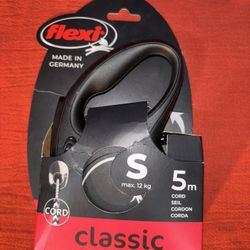 flexi
MADE IN
GERMANY
S
max. 12 kg
5m
CORD
SEIL
CORDON
CORDA
CORD
classic